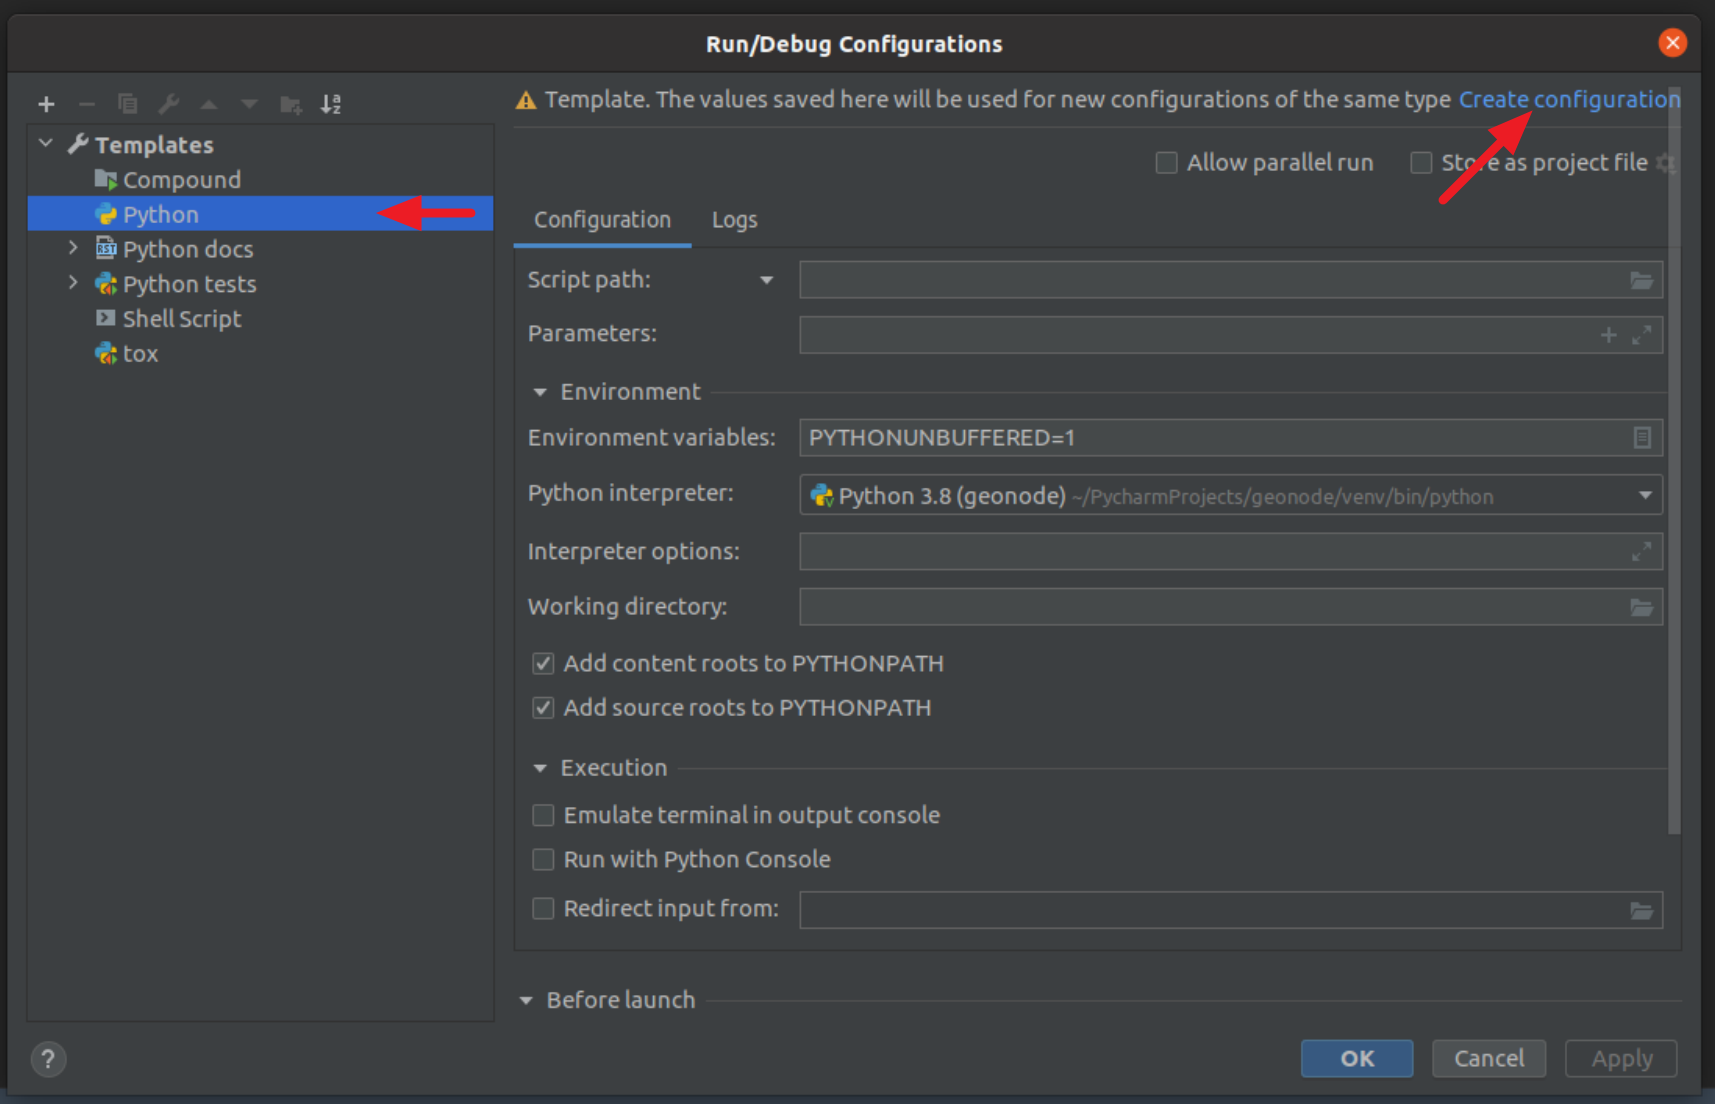 Run/Debug Configurations
Templates
Compound
Python
Python docs
Python tests
Shell Script
tox
Template. The values saved here will be used for new configurations of the same type Create configuration
Allow parallel run
Store as project file
Configuration Logs
Script path:
Parameters:
Environment
Environment variables: PYTHONUNBUFFERED=1
Python interpreter: Python 3.8 (geonode) ~/PycharmProjects/geonode/venv/bin/python
Interpreter options:
Working directory:
Add content roots to PYTHONPATH
Add source roots to PYTHONPATH
Execution
Emulate terminal in output console
Run with Python Console
Redirect input from:
Before launch
? OK Cancel Apply